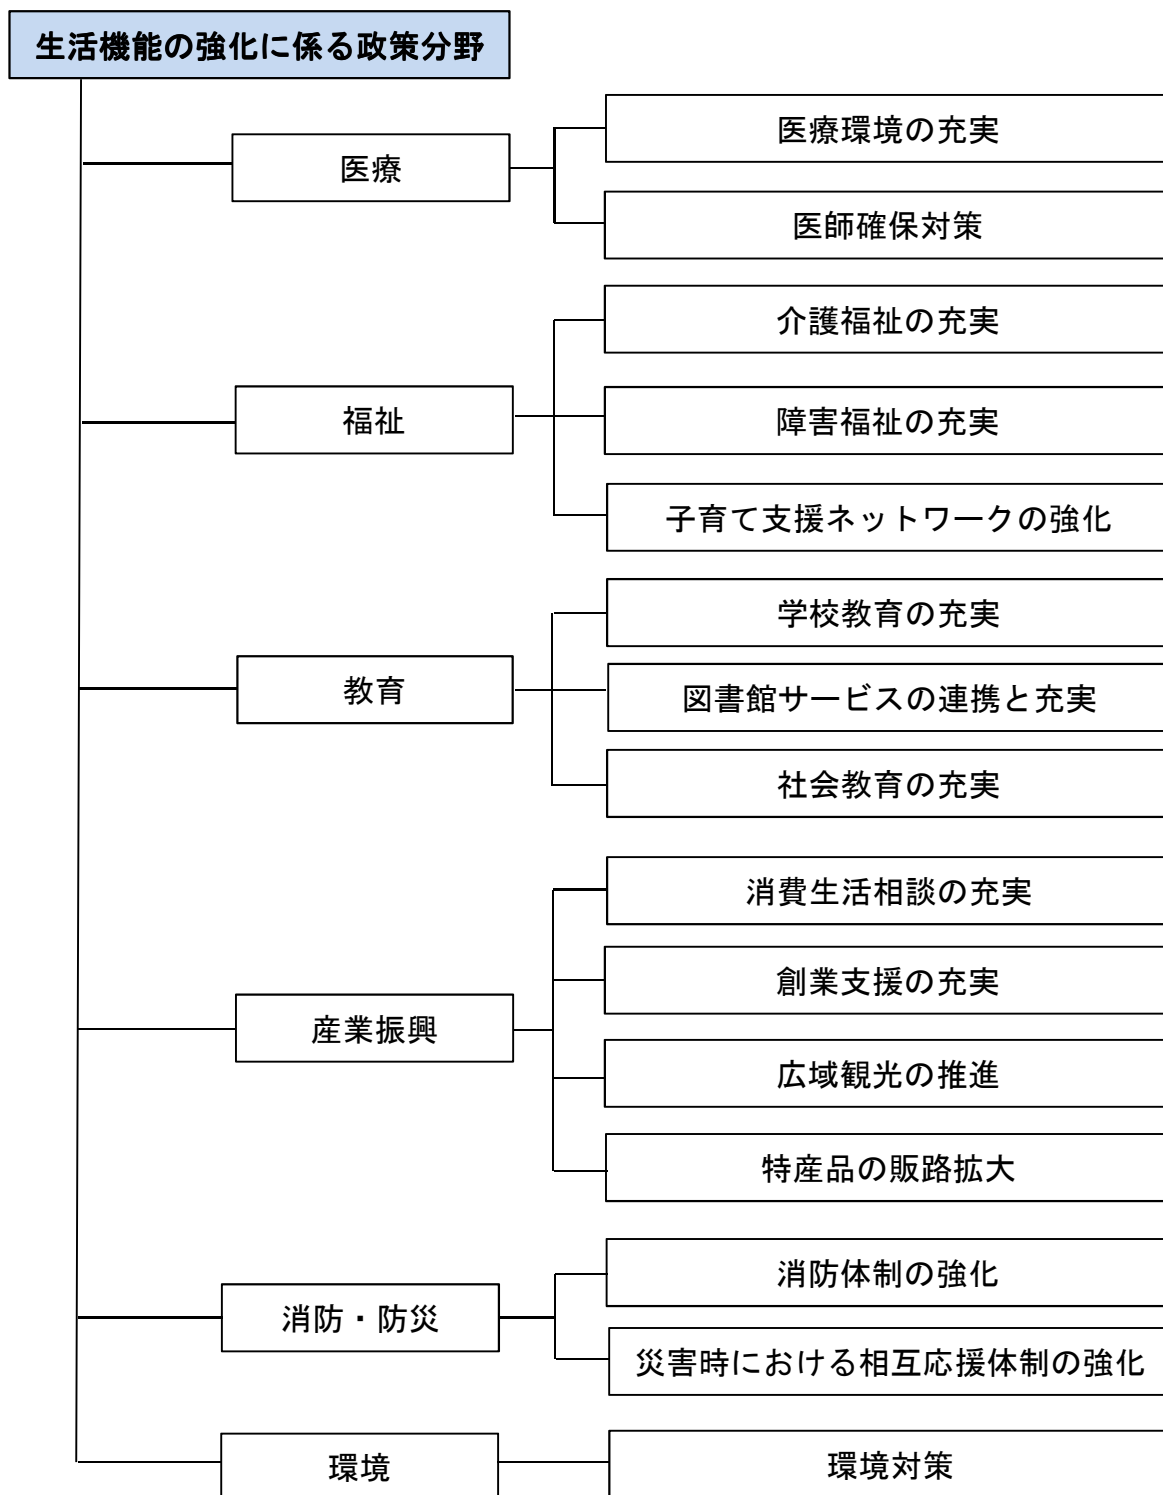 生活機能の強化に係る政策分野
医療
医療環境の充実
医師確保対策
福祉
介護福祉の充実
障害福祉の充実
子育て支援ネットワークの強化
教育
学校教育の充実
図書館サービスの連携と充実
社会教育の充実
産業振興
消費生活相談の充実
創業支援の充実
広域観光の推進
特産品の販路拡大
消防・防災
消防体制の強化
災害時における相互応援体制の強化
環境
環境対策